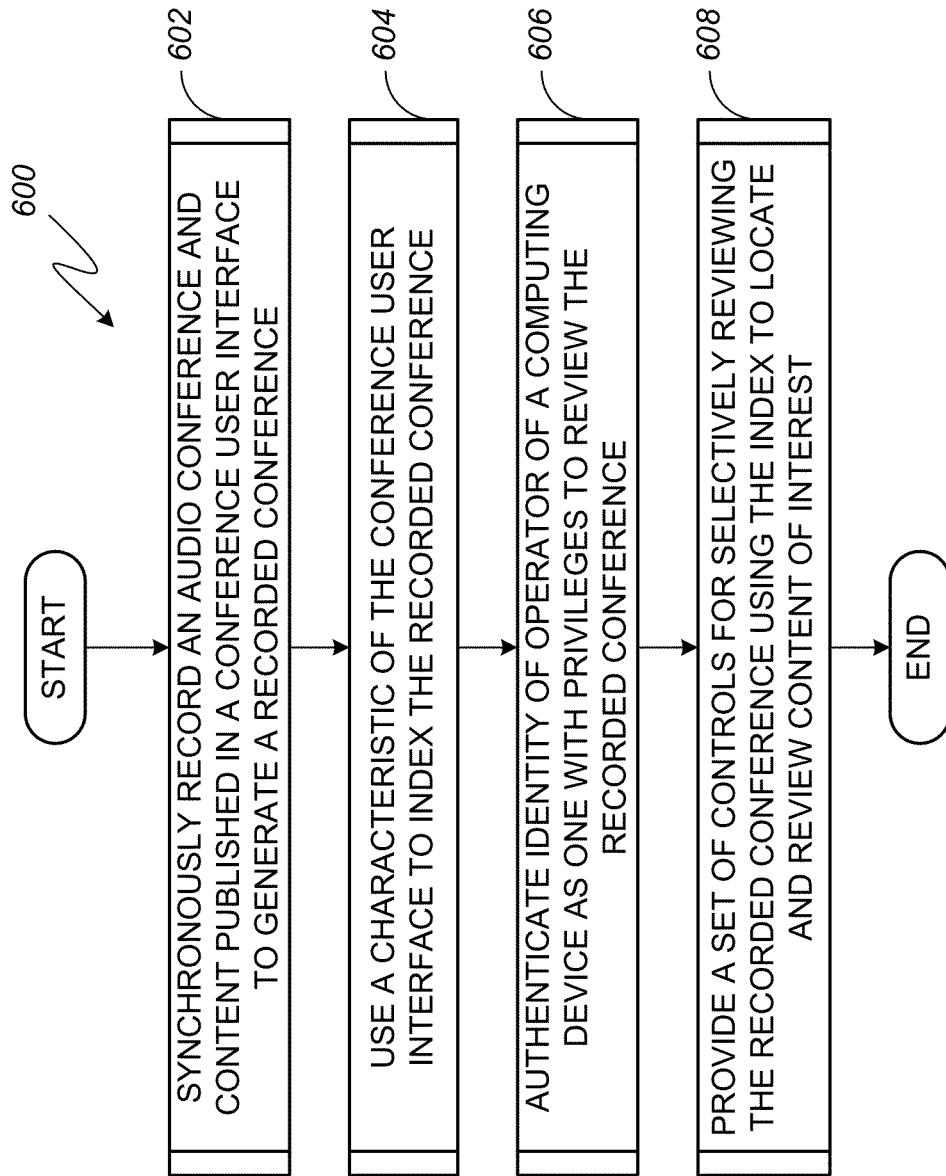 600
START
SYNCHRONOUSLY RECORD AN AUDIO CONFERENCE AND
CONTENT PUBLISHED IN A CONFERENCE USER INTERFACE
TO GENERATE A RECORDED CONFERENCE
602
USE A CHARACTERISTIC OF THE CONFERENCE USER
INTERFACE TO INDEX THE RECORDED CONFERENCE
604
AUTHENTICATE IDENTITY OF OPERATOR OF A COMPUTING
DEVICE AS ONE WITH PRIVILEGES TO REVIEW THE
RECORDED CONFERENCE
606
PROVIDE A SET OF CONTROLS FOR SELECTIVELY REVIEWING
THE RECORDED CONFERENCE USING THE INDEX TO LOCATE
AND REVIEW CONTENT OF INTEREST
608
END